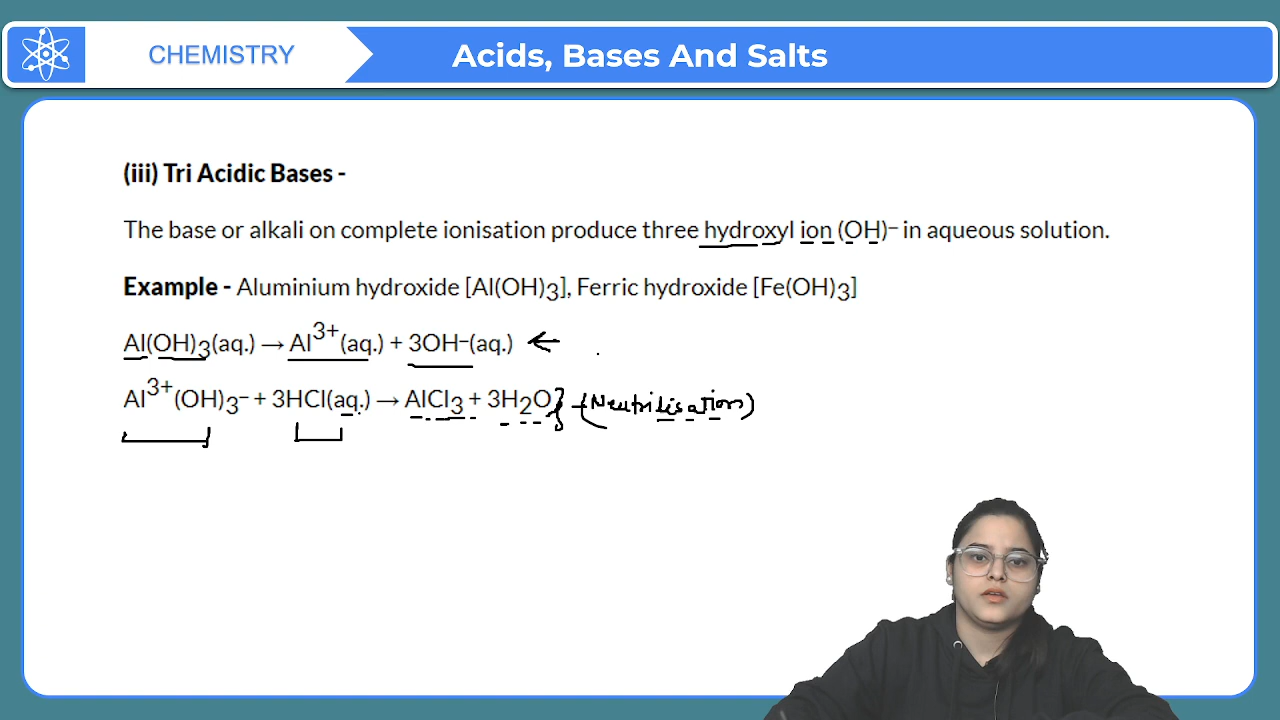 CHEMISTRY
Acids, Bases And Salts
(iii) Tri Acidic Bases -
The base or alkali on complete ionisation produce three hydroxyl ion (OH)⁻ in aqueous solution.
Example - Aluminium hydroxide [Al(OH)₃], Ferric hydroxide [Fe(OH)₃]
Al(OH)₃(aq.) → Al³⁺(aq.) + 3OH⁻(aq.) ←
Al³⁺(OH)₃⁻ + 3HCl(aq.) → AlCl₃ + 3H₂O} → (Neutrilisation)